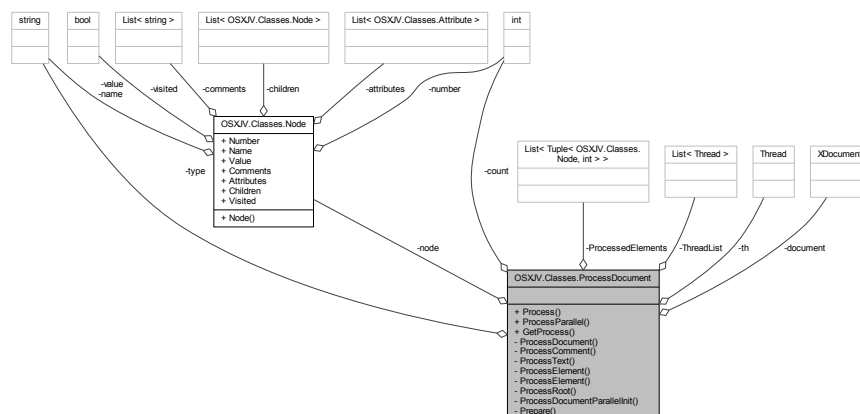 string
bool
List< string >
List< OSXJV.Classes.Node >
List< OSXJV.Classes.Attribute >
int
-value
-name
-visited
-comments
-children
-attributes
-number
OSXJV.Classes.Node
+ Number
+ Name
+ Value
+ Comments
+ Attributes
+ Children
+ Visited
+ Node()
-type
-count
List< Tuple< OSXJV.Classes.
Node, int > >
List< Thread >
Thread
XDocument
-node
-ProcessedElements
-ThreadList
-th
-document
OSXJV.Classes.ProcessDocument
+ Process()
+ ProcessParallel()
+ GetProcess()
- ProcessDocument()
- ProcessComment()
- ProcessText()
- ProcessElement()
- ProcessElement()
- ProcessRoot()
- ProcessDocumentParallelInit()
- Prepare()